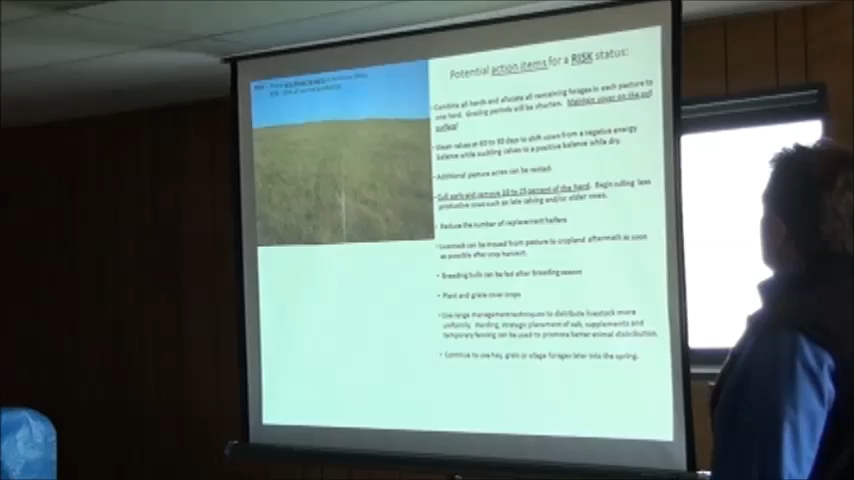 Potential action items for a RISK status:
• Combine all herds and allocate all remaining forages in each pasture to
one herd. Grazing periods will be shorten. Maintain cover on the soil
surface!
• Wean calves at 60 to 90 days to shift cows from a negative energy
balance while suckling calves to a positive balance while dry.
• Additional pasture acres can be rented.
• Cull early and remove 10 to 25 percent of the herd. Begin culling less
productive cows such as late calving and/or older cows.
• Reduce the number of replacement heifers
• Livestock can be moved from pasture to cropland aftermath as soon
as possible after crop harvest.
• Breeding bulls can be fed after breeding season
• Plant and graze cover crops
• Use range management techniques to distribute livestock more
uniformly. Herding, strategic placement of salt, supplements and
temporary fencing can be used to promote better animal distribution.
• Continue to use hay, grain or silage forages later into the spring.